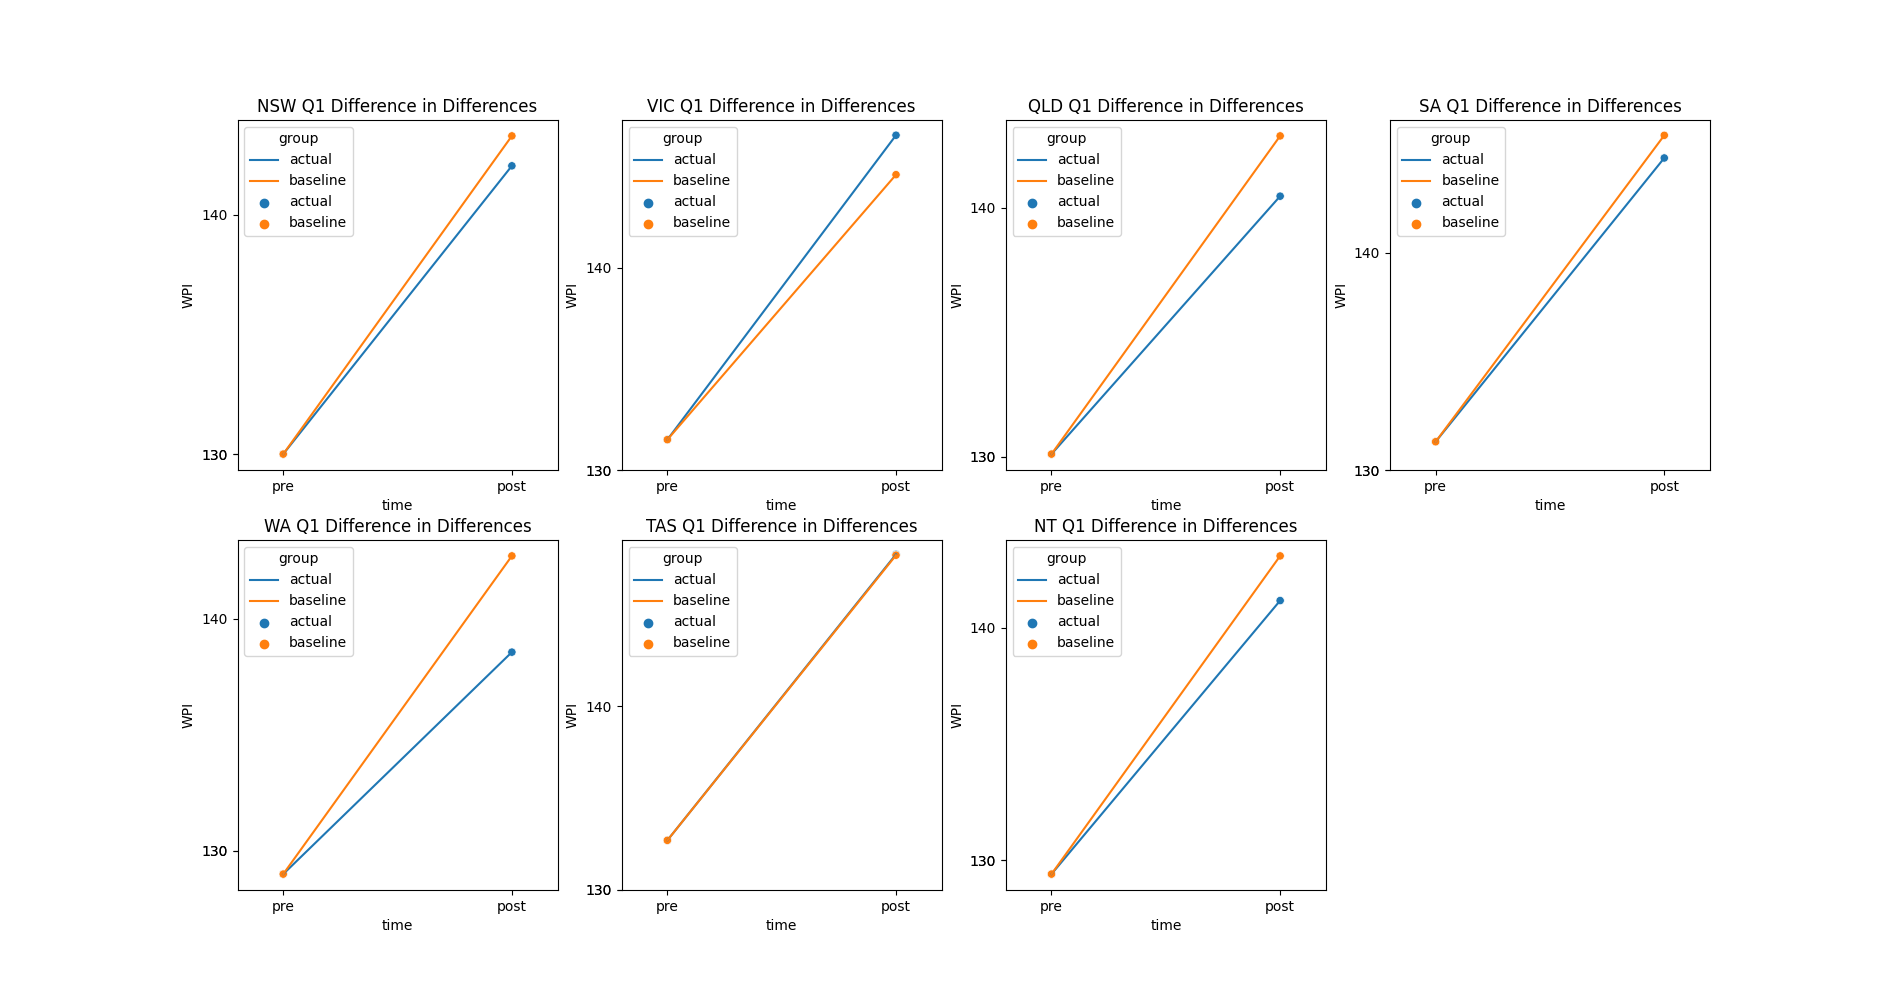 NSW Q1 Difference in Differences
group
actual
baseline
actual
baseline
140
130
WPI
pre
post
time
VIC Q1 Difference in Differences
group
actual
baseline
actual
baseline
140
130
WPI
pre
post
time
QLD Q1 Difference in Differences
group
actual
baseline
actual
baseline
140
130
WPI
pre
post
time
SA Q1 Difference in Differences
group
actual
baseline
actual
baseline
140
130
WPI
pre
post
time
WA Q1 Difference in Differences
group
actual
baseline
actual
baseline
140
130
WPI
pre
post
time
TAS Q1 Difference in Differences
group
actual
baseline
actual
baseline
140
130
WPI
pre
post
time
NT Q1 Difference in Differences
group
actual
baseline
actual
baseline
140
130
WPI
pre
post
time